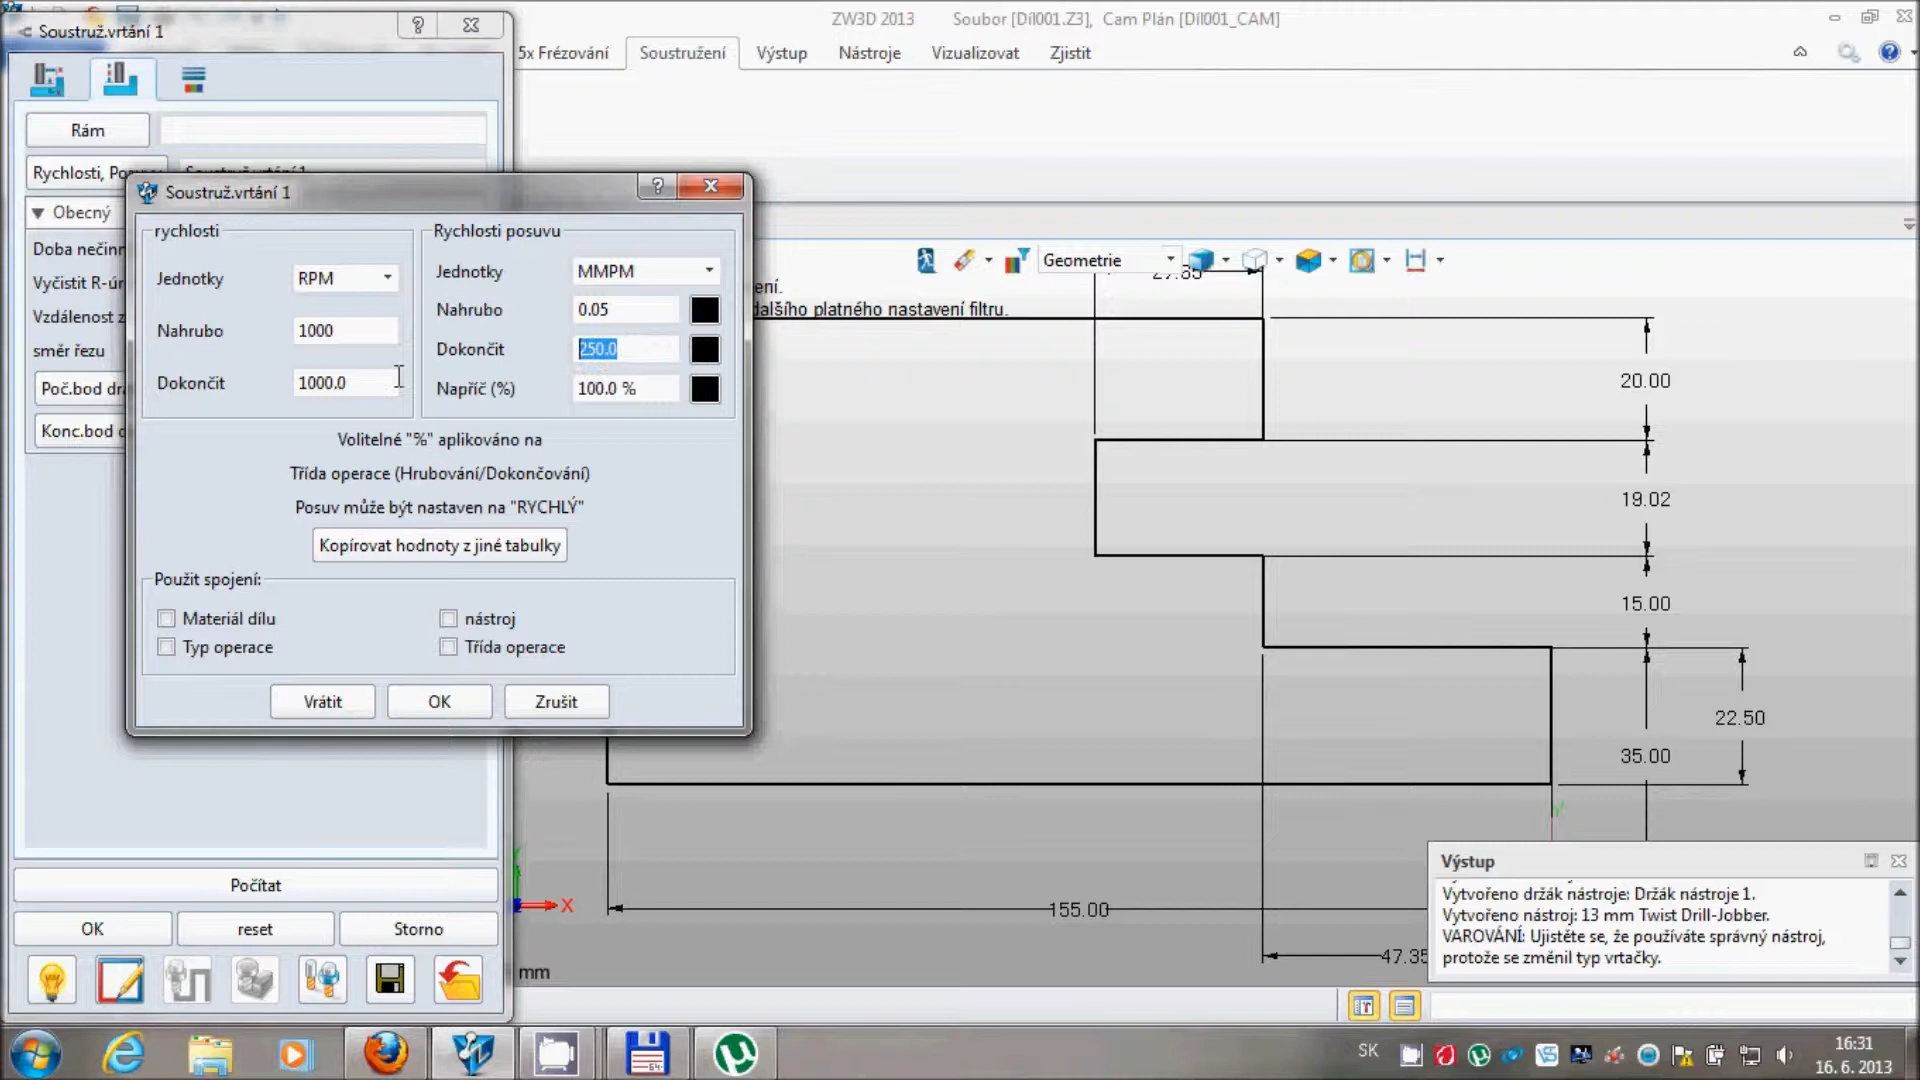 Soustruž.vrtání 1
ZW3D 2013
Soubor [Díl001.Z3],
Cam Plán [Díl001_CAM]
5x Frézování
Soustružení
Výstup
Nástroje
Vizualizovat
Zjistit
Rám
Rychlosti, Po
Soustruž.vrtání 1
Obecný
Doba nečinn
Vyčistit R-úr
Vzdálenost z
směr řezu
Poč.bod dra
Konc.bod
Soustruž.vrtání 1
rychlosti
Jednotky
RPM
Nahrubo
1000
Dokončit
1000.0
Rychlosti posuvu
Jednotky
MMPM
Nahrubo
0.05
Dokončit
250.0
Napříč (%)
100.0 %
Volitelné "%" aplikováno na
Třída operace (Hrubování/Dokončování)
Posuv může být nastaven na "RYCHLÝ"
Kopírovat hodnoty z jiné tabulky
Použit spojení:
Materiál dílu
nástroj
Typ operace
Třída operace
Vrátit
OK
Zrušit
Geometrie
ení.
dalšího platného nastavení filtru.
27.85
20.00
19.02
15.00
22.50
35.00
155.00
47.35
X
Y
mm
Počítat
OK
reset
Storno
Výstup
Vytvořeno držák nástroje: Držák nástroje 1.
Vytvořeno nástroj: 13 mm Twist Drill-Jobber.
VAROVÁNÍ: Ujistěte se, že používáte správný nástroj,
protože se změnil typ vrtačky.
SK
16:31
16. 6. 2013